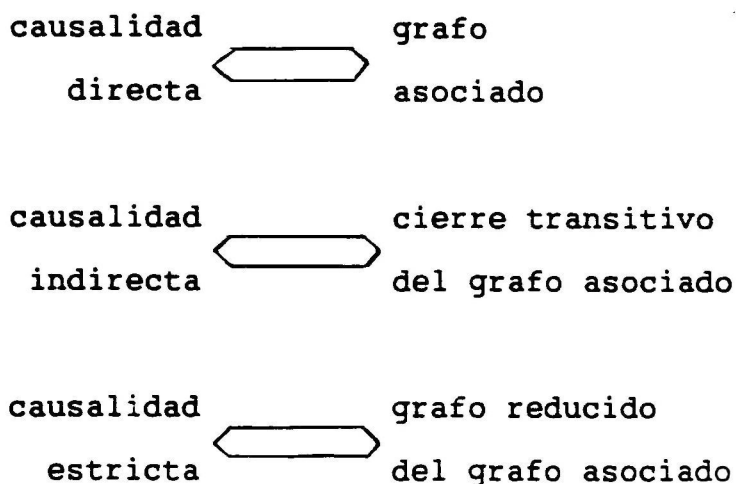 causalidad grafo
directa asociado
causalidad cierre transitivo
indirecta del grafo asociado
causalidad grafo reducido
estricta del grafo asociado